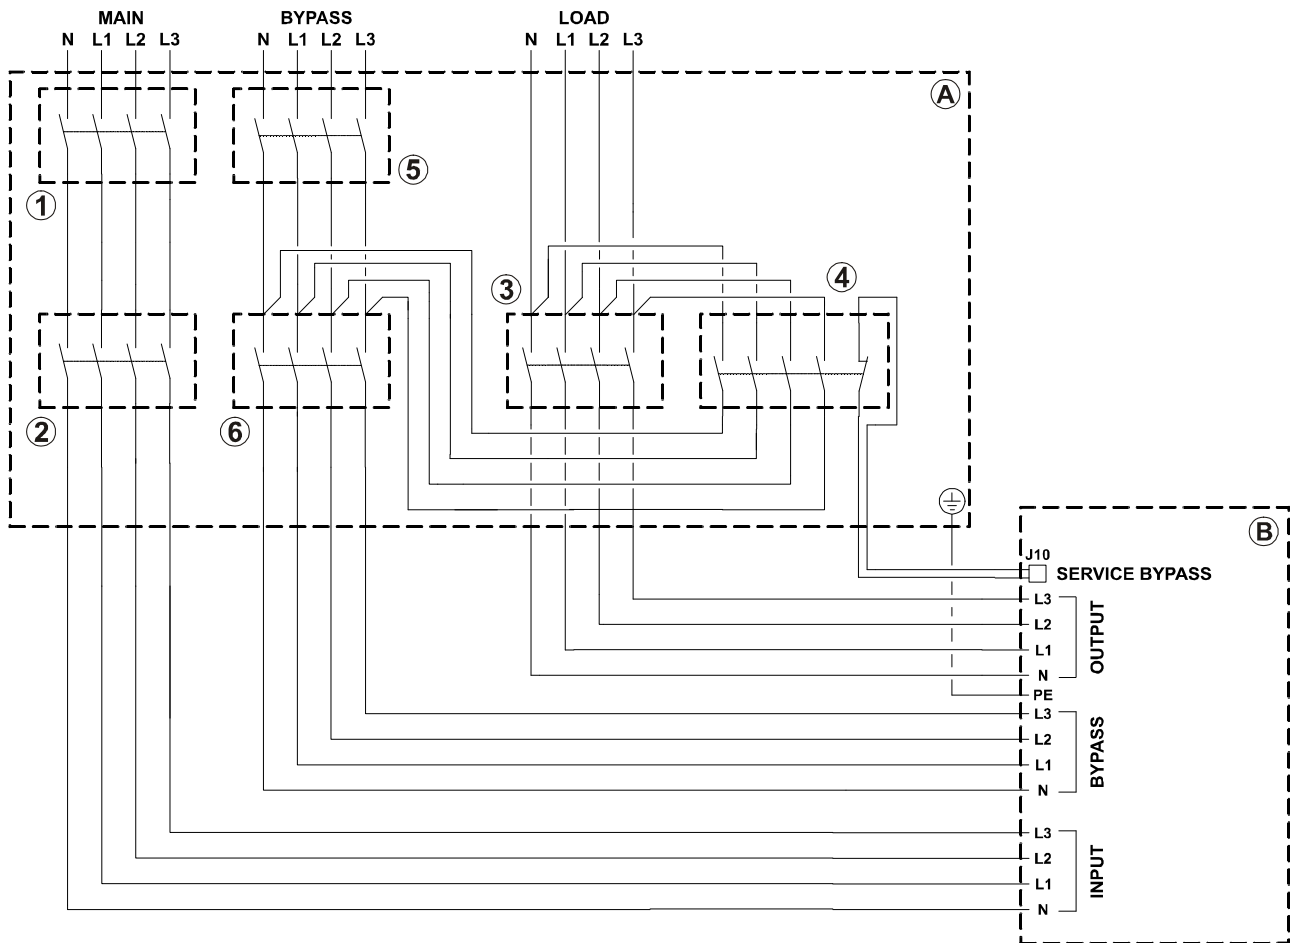 MAIN BYPASS LOAD
N L1 L2 L3 N L1 L2 L3 N L1 L2 L3
A
5
1
4
3
2
6
B
J10
SERVICE BYPASS
L3
L2
L1
N
OUTPUT
PE
L3
L2
L1
N
BYPASS
L3
L2
L1
N
INPUT